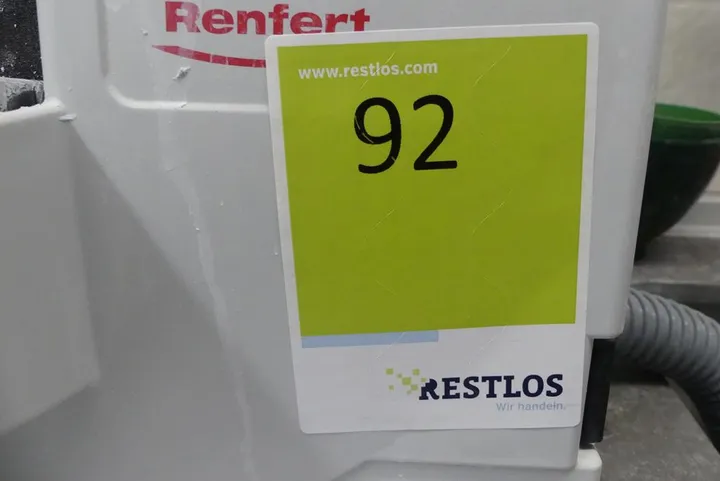 Renfert
www.restlos.com
92
RESTLOS
Wir handeln.